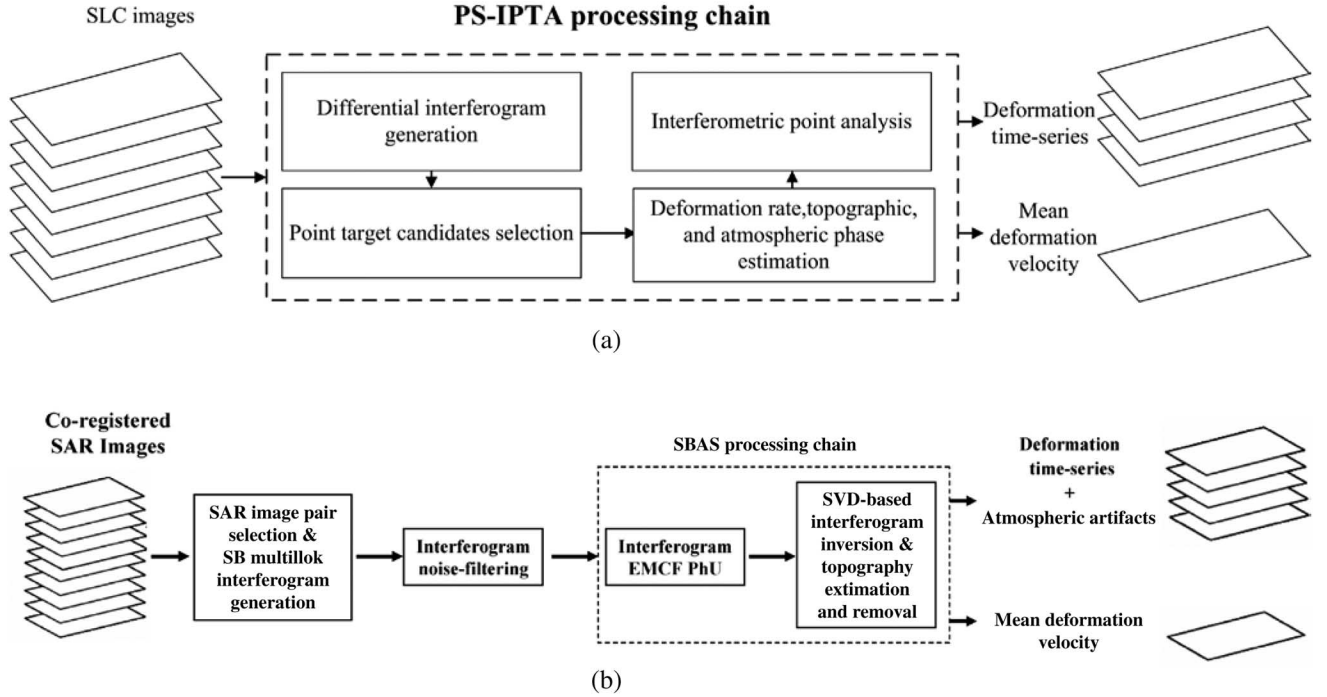 SLC images
PS-IPTA processing chain
Differential interferogram
generation
Interferometric point analysis
Point target candidates selection
Deformation rate,topographic,
and atmospheric phase
estimation
Deformation
time-series
Mean
deformation
velocity
(a)
Co-registered
SAR Images
SAR image pair
selection &
SB multillok
interferogram
generation
Interferogram
noise-filtering
SBAS processing chain
Interferogram
EMCF PhU
SVD-based
interferogram
inversion &
topography
extimation
and removal
Deformation
time-series
+
Atmospheric artifacts
Mean deformation
velocity
(b)